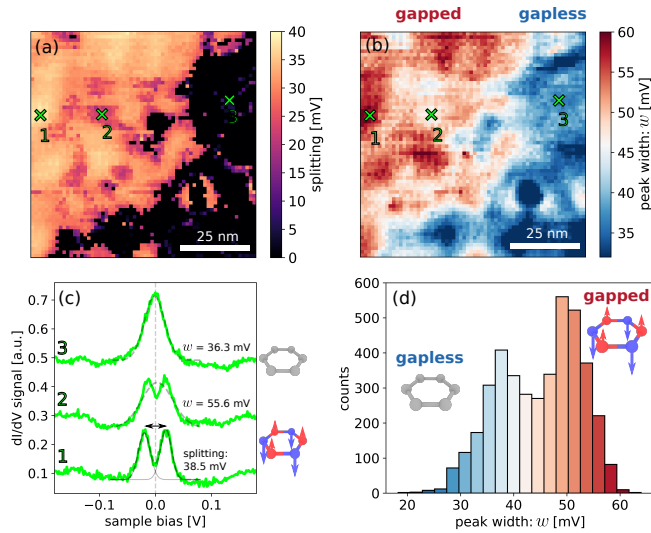 gapped gapless
(a)
1
2
3
25 nm
40
35
30
25
20
15
10
5
0
splitting [mV]
(b)
1
2
3
25 nm
60
55
50
45
40
35
peak width: w [mV]
(c)
0.7
0.6
0.5
0.4
0.3
0.2
0.1
dI/dV signal [a.u.]
3
w = 36.3 mV
2
w = 55.6 mV
1
splitting:
38.5 mV
−0.1 0.0 0.1
sample bias [V]
(d)
gapped
gapless
600
500
400
300
200
100
0
counts
20 30 40 50 60
peak width: w [mV]